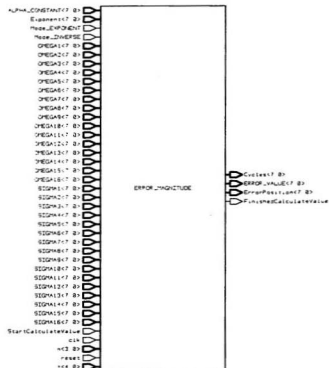 ALPHA_CONSTANT<7 0>
Exponent<7 0>
Mode_EXPONENT
Mode_INVERSE
OMEGA1<7 0>
OMEGA2<7 0>
OMEGA3<7 0>
OMEGA4<7 0>
OMEGA5<7 0>
OMEGA6<7 0>
OMEGA7<7 0>
OMEGA8<7 0>
OMEGA9<7 0>
OMEGA10<7 0>
OMEGA11<7 0>
OMEGA12<7 0>
OMEGA13<7 0>
OMEGA14<7 0>
OMEGA15<7 0>
OMEGA16<7 0>
SIGMA1<7 0>
SIGMA2<7 0>
SIGMA3<7 0>
SIGMA4<7 0>
SIGMA5<7 0>
SIGMA6<7 0>
SIGMA7<7 0>
SIGMA8<7 0>
SIGMA9<7 0>
SIGMA10<7 0>
SIGMA11<7 0>
SIGMA12<7 0>
SIGMA13<7 0>
SIGMA14<7 0>
SIGMA15<7 0>
SIGMA16<7 0>
StartCalculateValue
clk
reset
ERROR_MAGNITUDE
Cycles<7 0>
ERROR_VALUE<7 0>
ErrorPosition<7 0>
FinishedCalculateValue